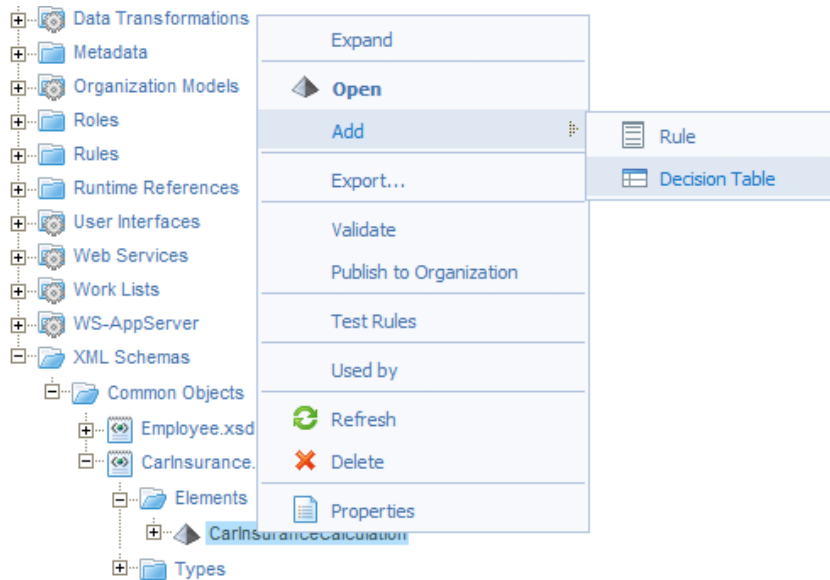 Data Transformations
Metadata
Organization Models
Roles
Rules
Runtime References
User Interfaces
Web Services
Work Lists
WS-AppServer
XML Schemas
Common Objects
Employee.xsd
CarInsurance.
Elements
CarInsuranceCalculation
Types
Expand
Open
Add
Export...
Validate
Publish to Organization
Test Rules
Used by
Refresh
Delete
Properties
Rule
Decision Table